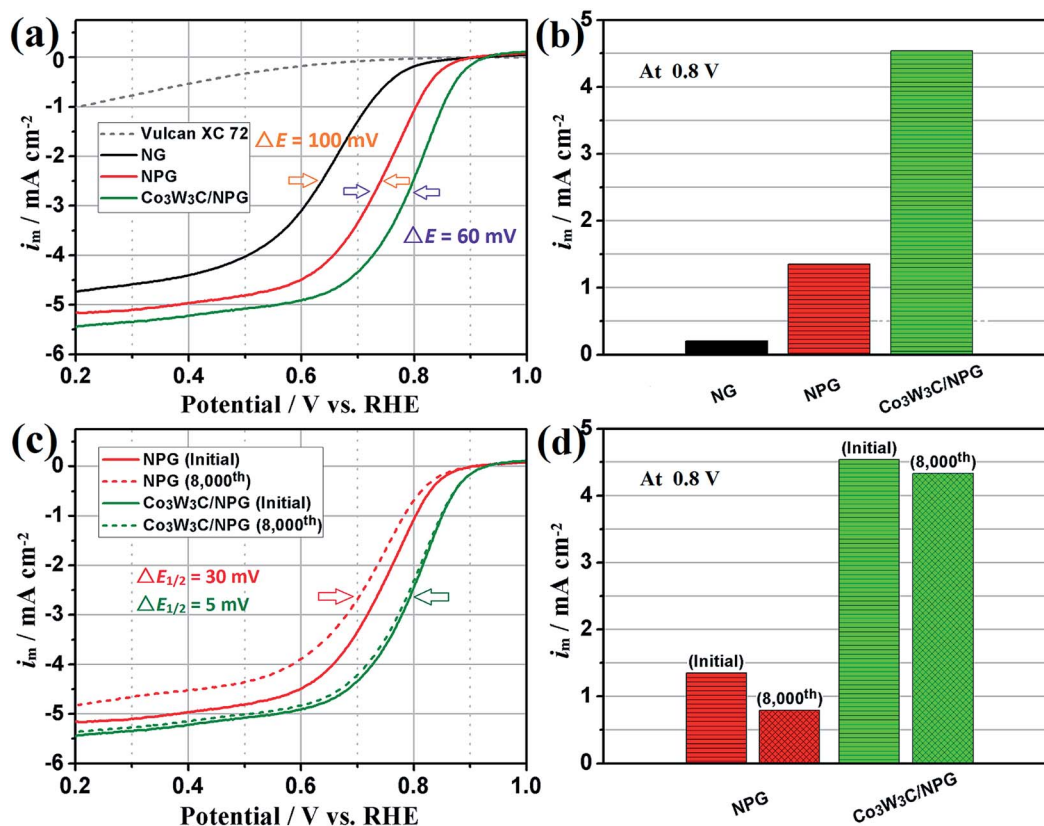 (a)
0
-1
-2
-3
-4
-5
-6
0.2 0.4 0.6 0.8 1.0
iₘ / mA cm⁻²
Potential / V vs. RHE
Vulcan XC 72
NG
NPG
Co₃W₃C/NPG
△E = 100 mV
△E = 60 mV
(b)
5
4
3
2
1
0
iₘ / mA cm⁻²
At 0.8 V
NG NPG Co₃W₃C/NPG
(c)
0
-1
-2
-3
-4
-5
-6
0.2 0.4 0.6 0.8 1.0
iₘ / mA cm⁻²
Potential / V vs. RHE
NPG (Initial)
NPG (8,000ᵗʰ)
Co₃W₃C/NPG (Initial)
Co₃W₃C/NPG (8,000ᵗʰ)
△E₁/₂ = 30 mV
△E₁/₂ = 5 mV
(d)
5
4
3
2
1
0
iₘ / mA cm⁻²
At 0.8 V
(Initial)
(8,000ᵗʰ)
(Initial)
(8,000ᵗʰ)
NPG Co₃W₃C/NPG